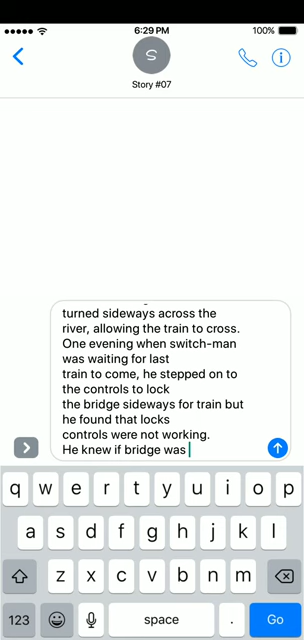 6:29 PM
100%
S
Story #07
turned sideways across the
river, allowing the train to cross.
One evening when switch-man
was waiting for last
train to come, he stepped on to
the controls to lock
the bridge sideways for train but
he found that locks
controls were not working.
He knew if bridge was
q w e r t y u i o p
a s d f g h j k l
z x c v b n m
123 space . Go